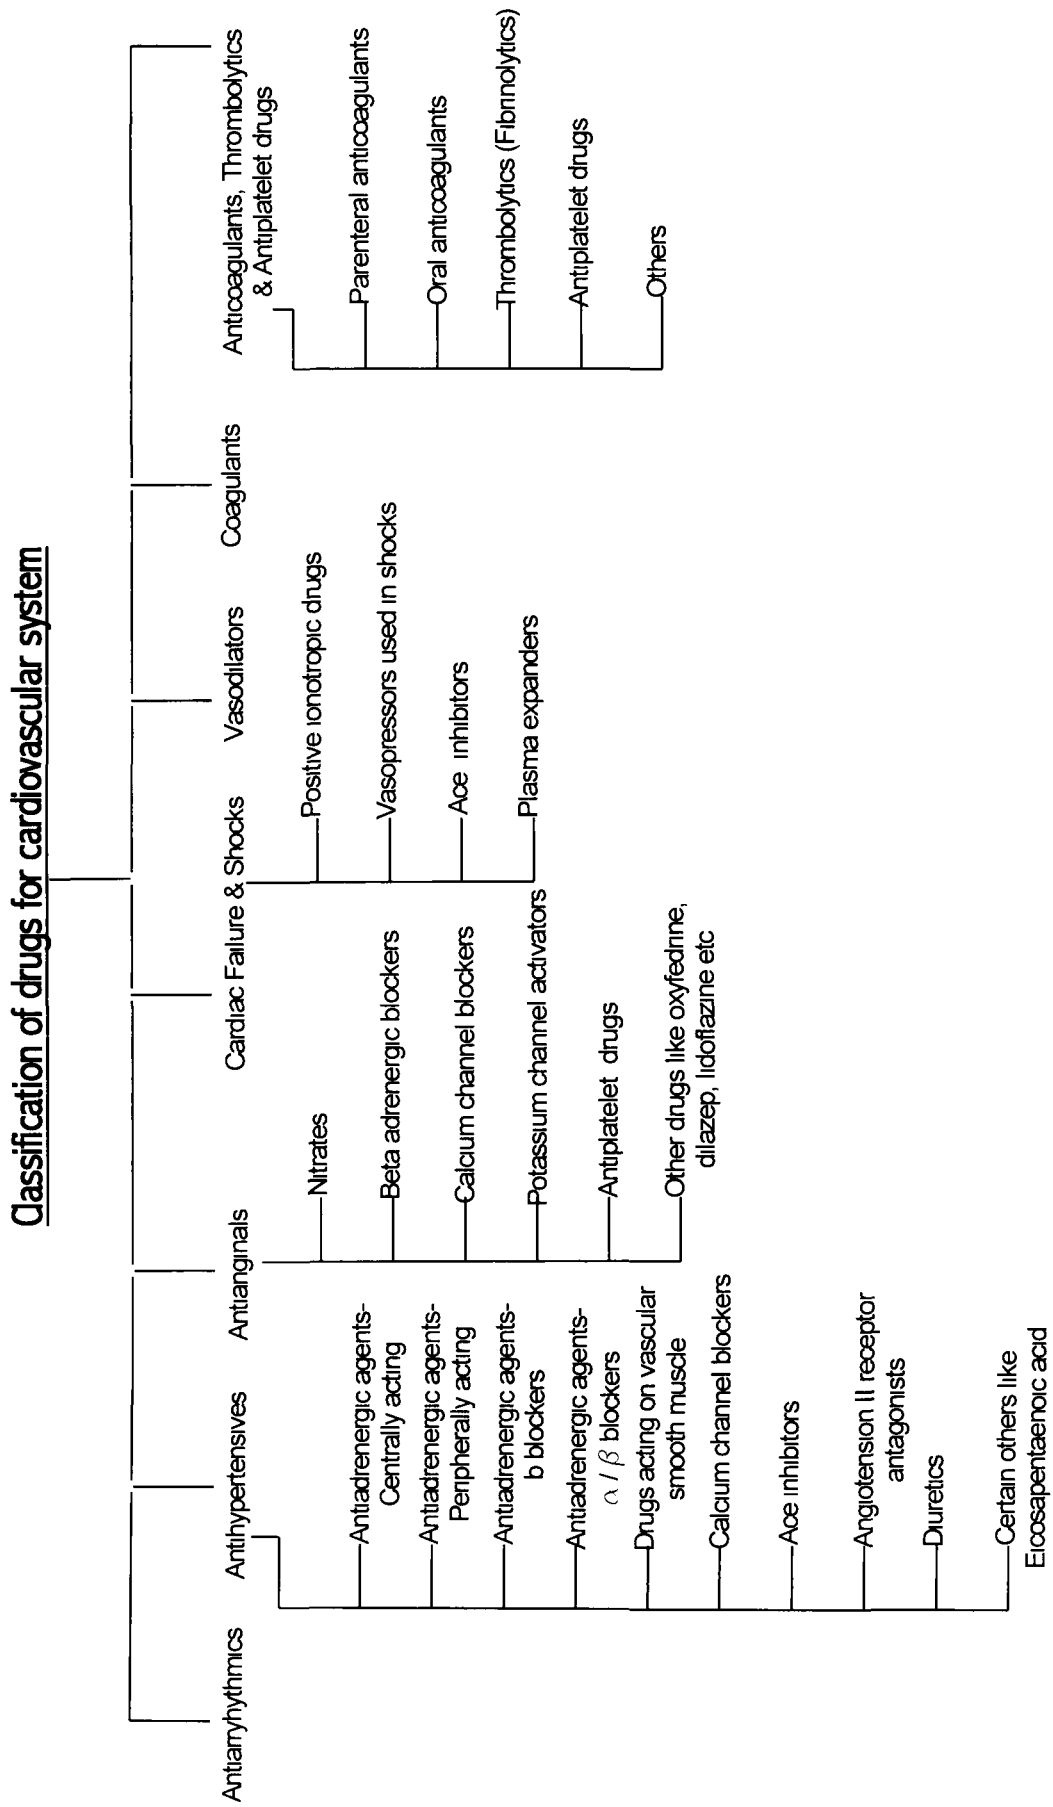 Classification of drugs for cardiovascular system
Antiarryhythmics
Antihypertensives
Antiadrenergic agents-
Centrally acting
Antiadrenergic agents-
Peripherally acting
Antiadrenergic agents-
b blockers
Antiadrenergic agents-
α / β blockers
Drugs acting on vascular
smooth muscle
Calcium channel blockers
Ace inhibitors
Angiotension II receptor
antagonists
Diuretics
Certain others like
Eicosapentaenoic acid
Antianginals
Nitrates
Beta adrenergic blockers
Calcium channel blockers
Potassium channel activators
Antiplatelet drugs
Other drugs like oxyfedrine,
dilazep, lidoflazine etc
Cardiac Failure & Shocks
Positive ionotropic drugs
Vasopressors used in shocks
Ace inhibitors
Plasma expanders
Vasodilators
Coagulants
Anticoagulants, Thrombolytics
& Antiplatelet drugs
Parenteral anticoagulants
Oral anticoagulants
Thrombolytics (Fibrinolytics)
Antiplatelet drugs
Others